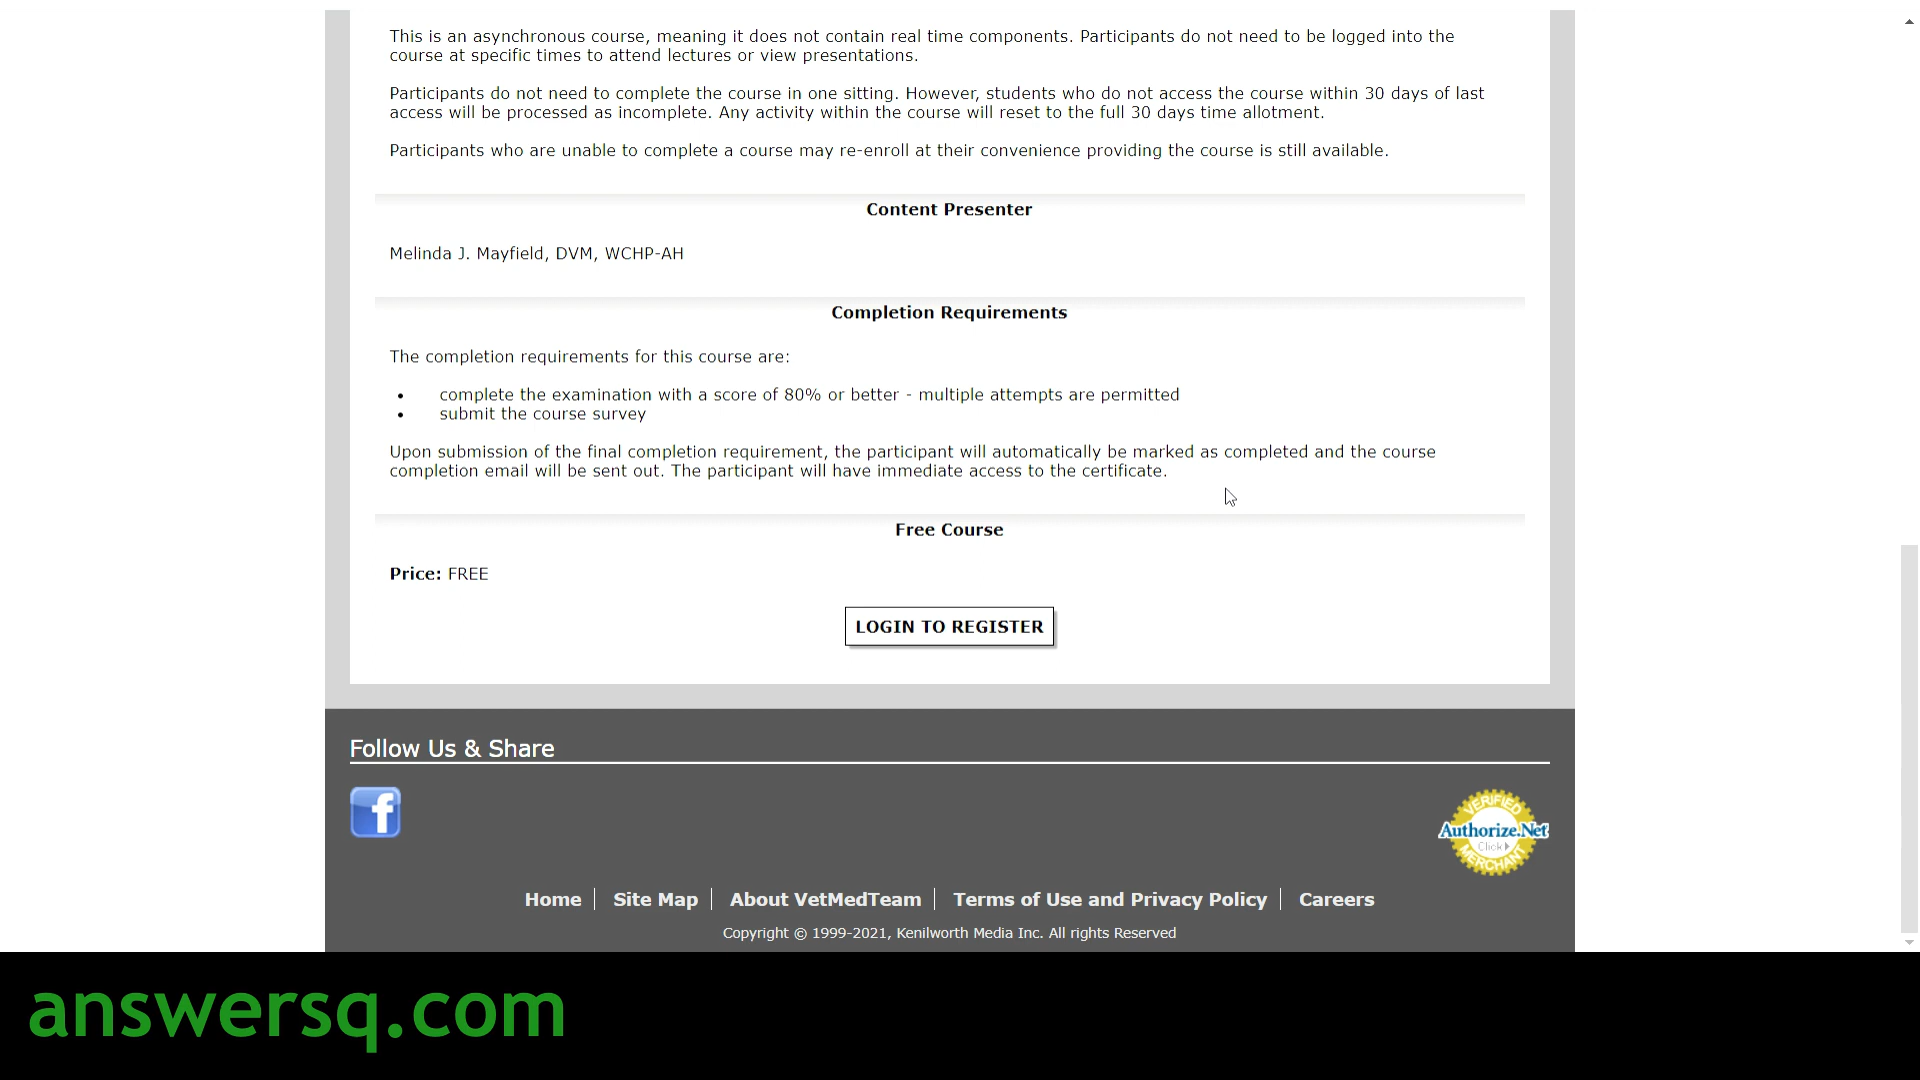 This is an asynchronous course, meaning it does not contain real time components. Participants do not need to be logged into the
course at specific times to attend lectures or view presentations.
Participants do not need to complete the course in one sitting. However, students who do not access the course within 30 days of last
access will be processed as incomplete. Any activity within the course will reset to the full 30 days time allotment.
Participants who are unable to complete a course may re-enroll at their convenience providing the course is still available.
Content Presenter
Melinda J. Mayfield, DVM, WCHP-AH
Completion Requirements
The completion requirements for this course are:
• complete the examination with a score of 80% or better - multiple attempts are permitted
• submit the course survey
Upon submission of the final completion requirement, the participant will automatically be marked as completed and the course
completion email will be sent out. The participant will have immediate access to the certificate.
Free Course
Price: FREE
LOGIN TO REGISTER
Follow Us & Share
f
VERIFIED
Authorize.Net
Click
MERCHANT
Home Site Map About VetMedTeam Terms of Use and Privacy Policy Careers
Copyright © 1999-2021, Kenilworth Media Inc. All rights Reserved
answersq.com